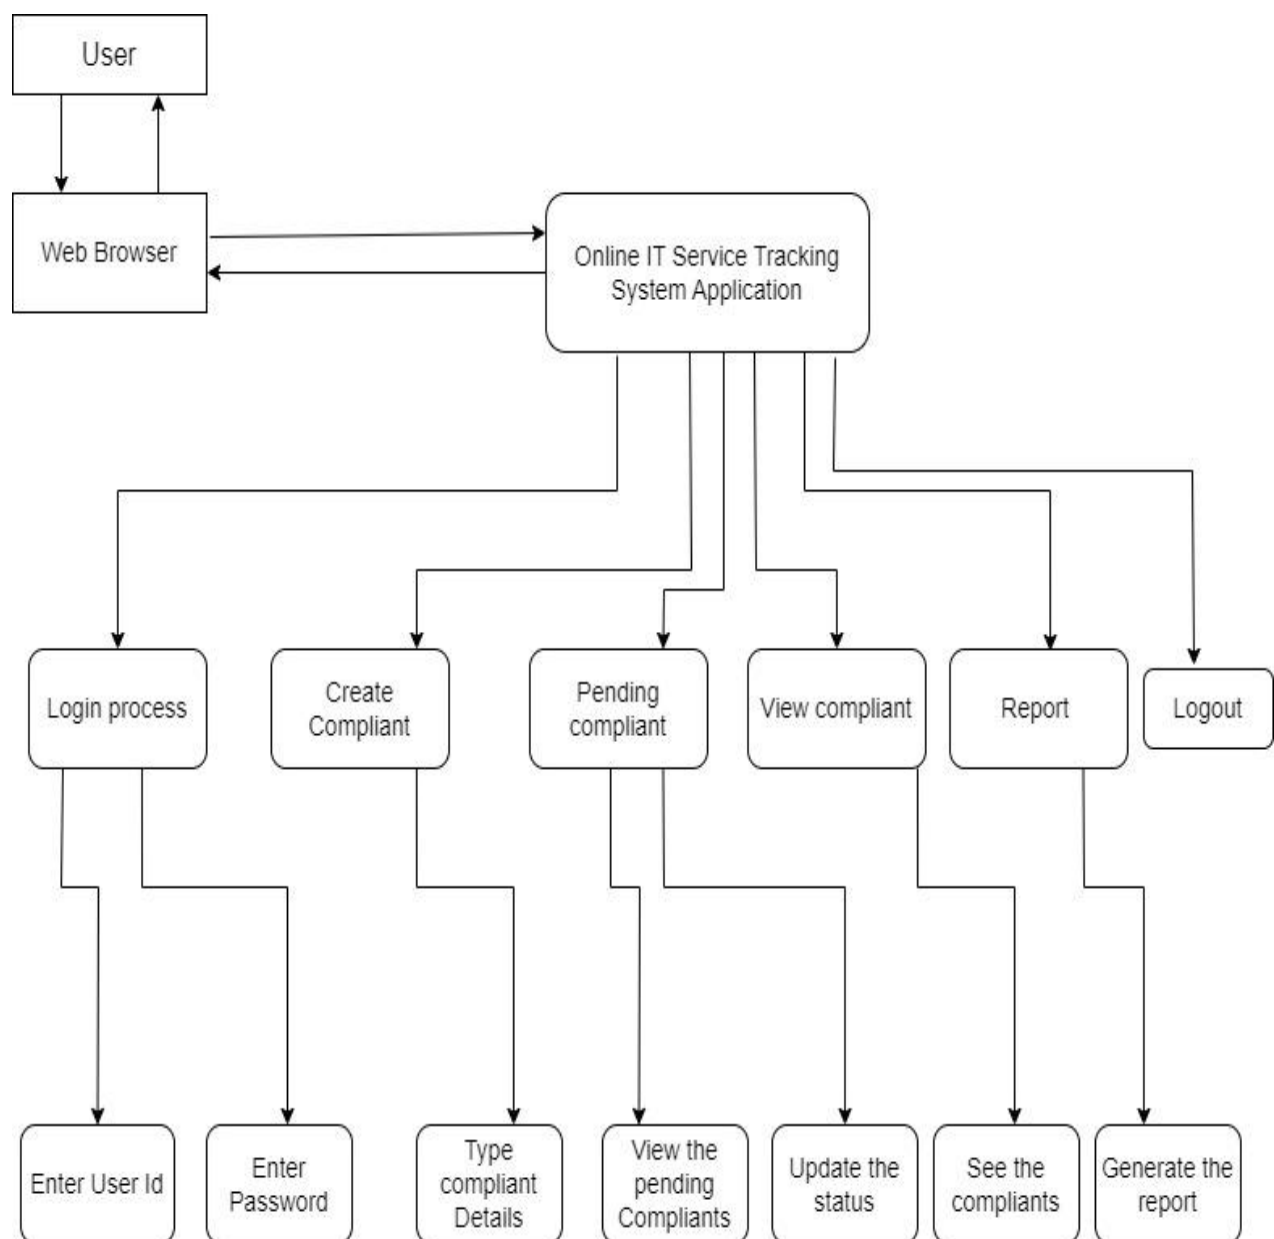 User
Web Browser
Online IT Service Tracking
System Application
Login process
Create
Compliant
Pending
compliant
View compliant
Report
Logout
Enter User Id
Enter
Password
Type
compliant
Details
View the
pending
Compliants
Update the
status
See the
compliants
Generate the
report